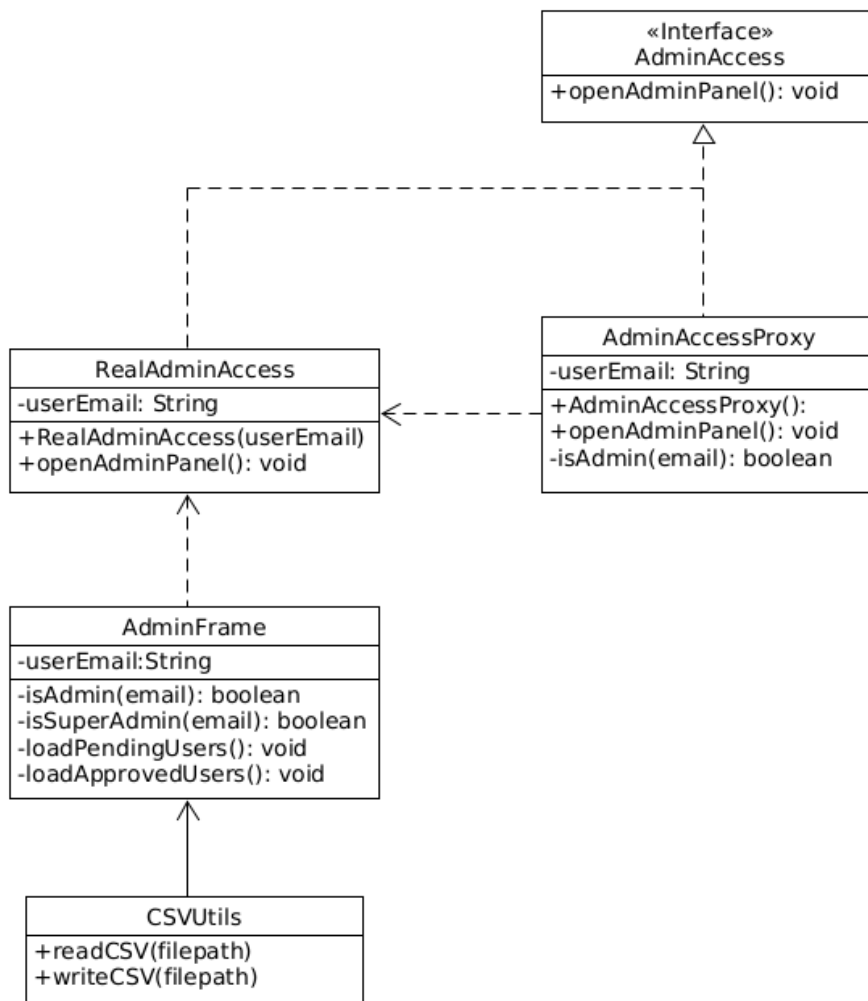 «Interface»
AdminAccess
+openAdminPanel(): void
RealAdminAccess
-userEmail: String
+RealAdminAccess(userEmail)
+openAdminPanel(): void
AdminAccessProxy
-userEmail: String
+AdminAccessProxy():
+openAdminPanel(): void
-isAdmin(email): boolean
AdminFrame
-userEmail:String
-isAdmin(email): boolean
-isSuperAdmin(email): boolean
-loadPendingUsers(): void
-loadApprovedUsers(): void
CSVUtils
+readCSV(filepath)
+writeCSV(filepath)